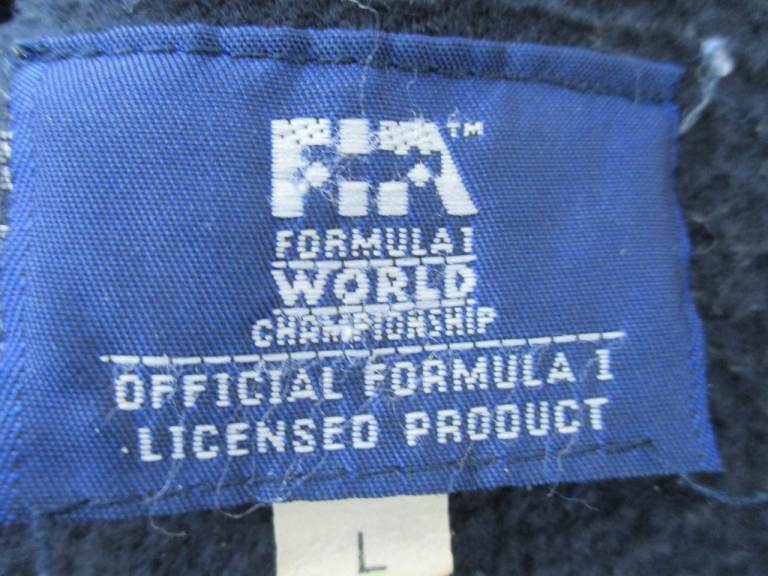 FIA™
FORMULA 1
WORLD
CHAMPIONSHIP
OFFICIAL FORMULA 1
LICENSED PRODUCT
L